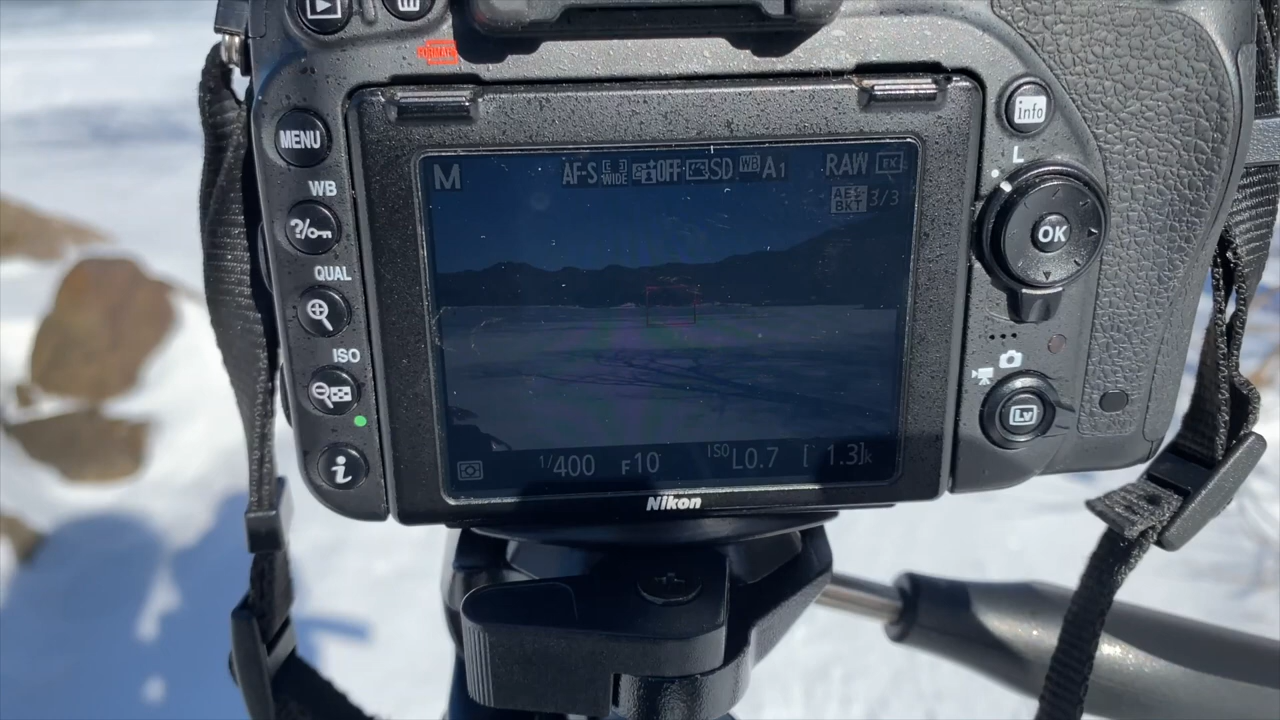 FORMAT
MENU
WB
?/
QUAL
ISO
i
M AF-S WIDE OFF SD WB A1 RAW
AE BKT 3/3
1/400 F10 ISO L0.7 [ 1.3]k
Nikon
info
L
OK
Lv